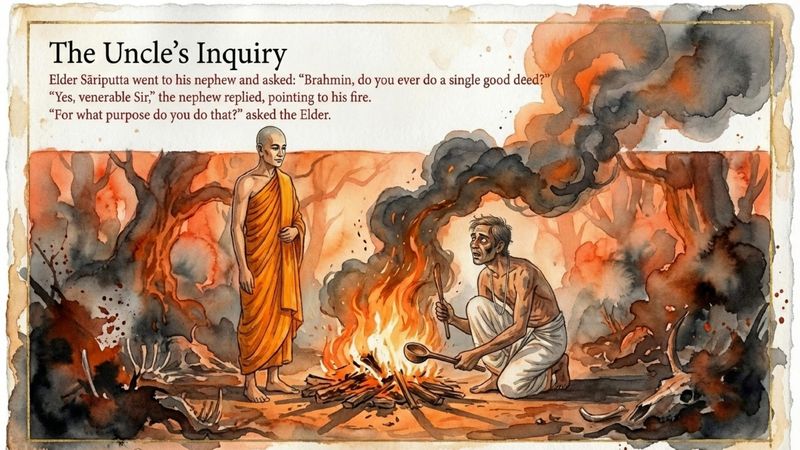 The Uncle's Inquiry
Elder Sāriputta went to his nephew and asked: “Brahmin, do you ever do a single good deed?”
“Yes, venerable Sir,” the nephew replied, pointing to his fire.
“For what purpose do you do that?” asked the Elder.